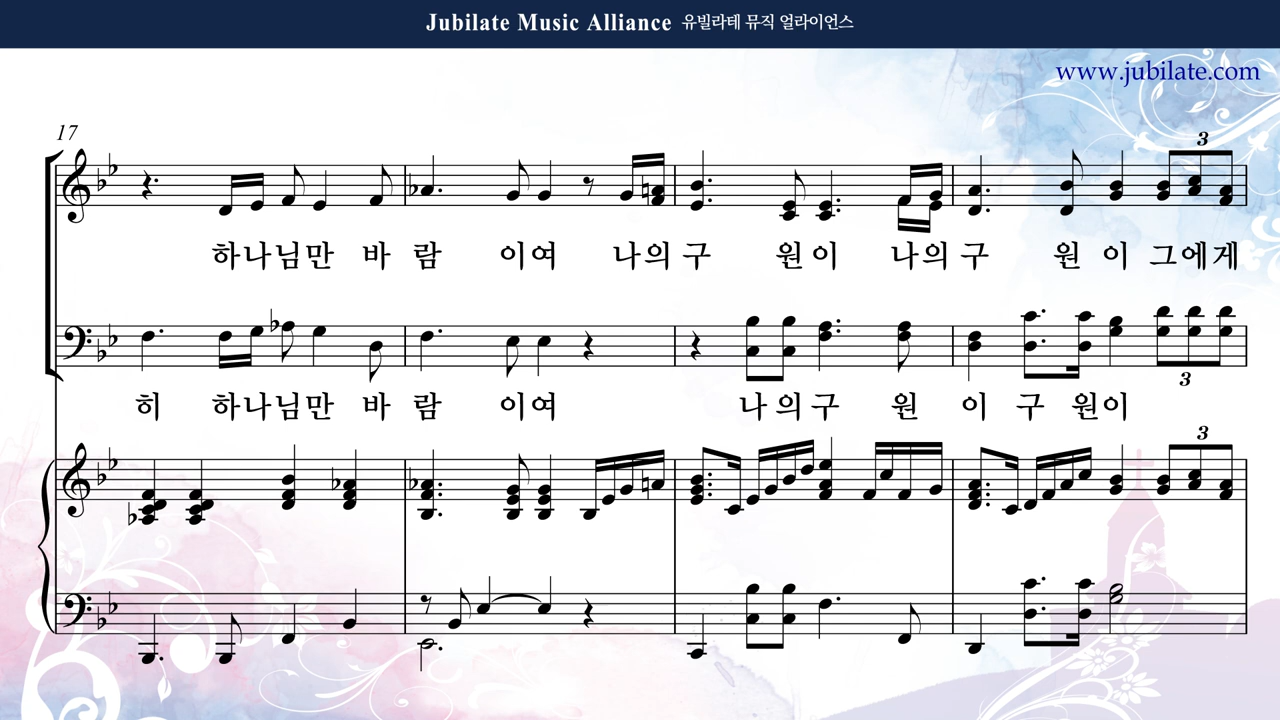 Jubilate Music Alliance 유빌라테 뮤직 얼라이언스
www.jubilate.com
17
3
하나님만 바 람 이여 나의 구 원이 나의 구 원 이 그에게
3
히 하나님만 바 람 이여 나의구 원 이 구 원이
3